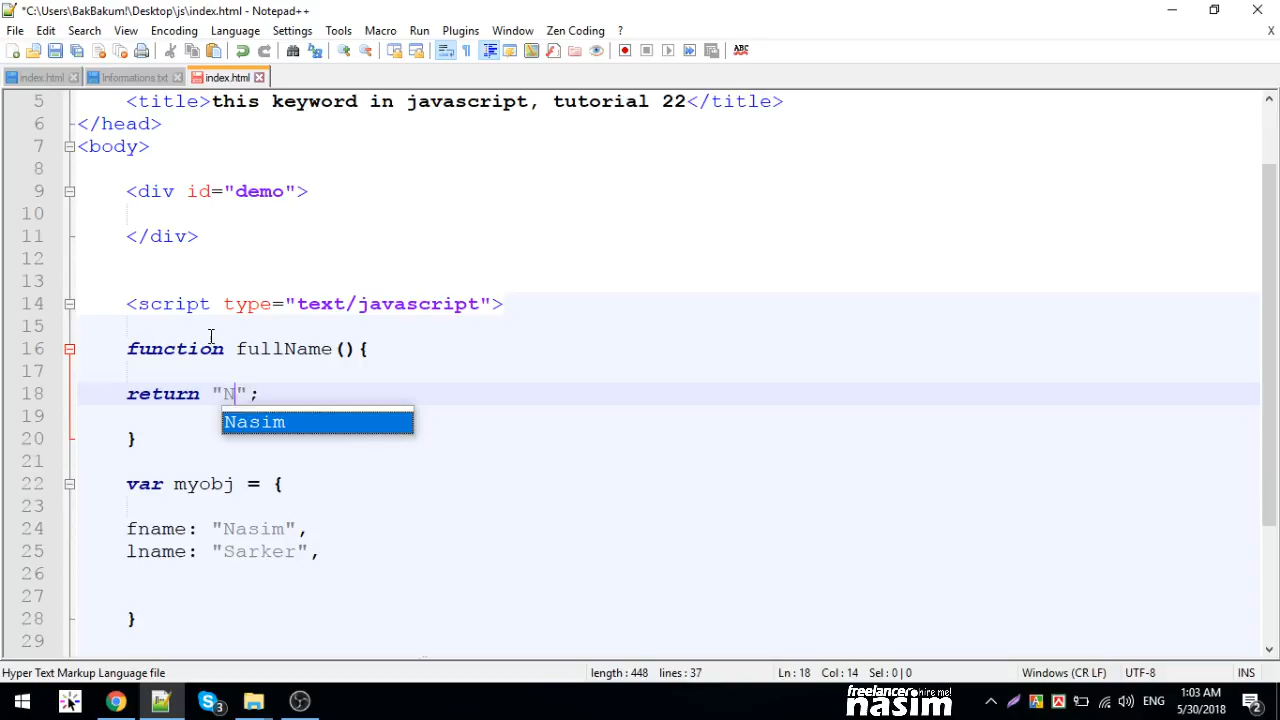 *C:\Users\BakBakum!\Desktop\js\index.html - Notepad++
File Edit Search View Encoding Language Settings Tools Macro Run Plugins Window Zen Coding ? X
index.html Informations.txt index.html
5 <title>this keyword in javascript, tutorial 22</title>
6 </head>
7 <body>
8
9 <div id="demo">
10
11 </div>
12
13
14 <script type="text/javascript">
15
16 function fullName(){
17
18 return "N";
19 Nasim
20 }
21
22 var myobj = {
23
24 fname: "Nasim",
25 lname: "Sarker",
26
27
28 }
29
Hyper Text Markup Language file length : 448 lines : 37 Ln : 18 Col : 14 Sel : 0 | 0 Windows (CR LF) UTF-8 INS
ENG 1:03 AM
5/30/2018
freelancer hire me!
nasim
3
2